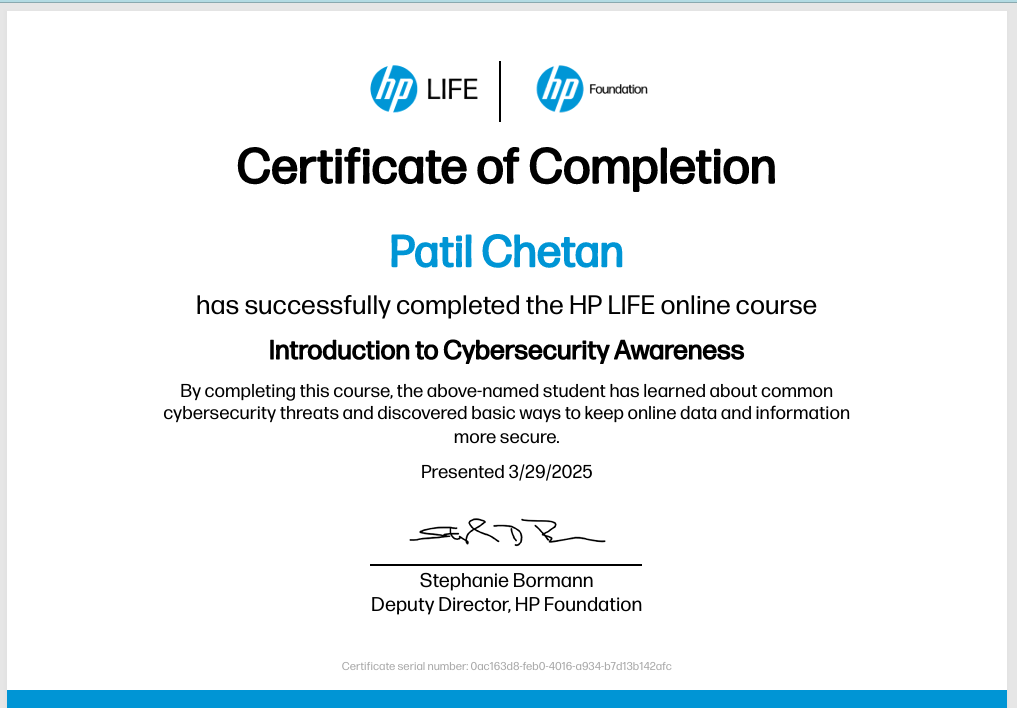 hp LIFE | hp Foundation
Certificate of Completion
Patil Chetan
has successfully completed the HP LIFE online course
Introduction to Cybersecurity Awareness
By completing this course, the above-named student has learned about common
cybersecurity threats and discovered basic ways to keep online data and information
more secure.
Presented 3/29/2025
Stephanie Bormann
Deputy Director, HP Foundation
Certificate serial number: 0ac163d8-feb0-4016-a934-b7d13b142afc